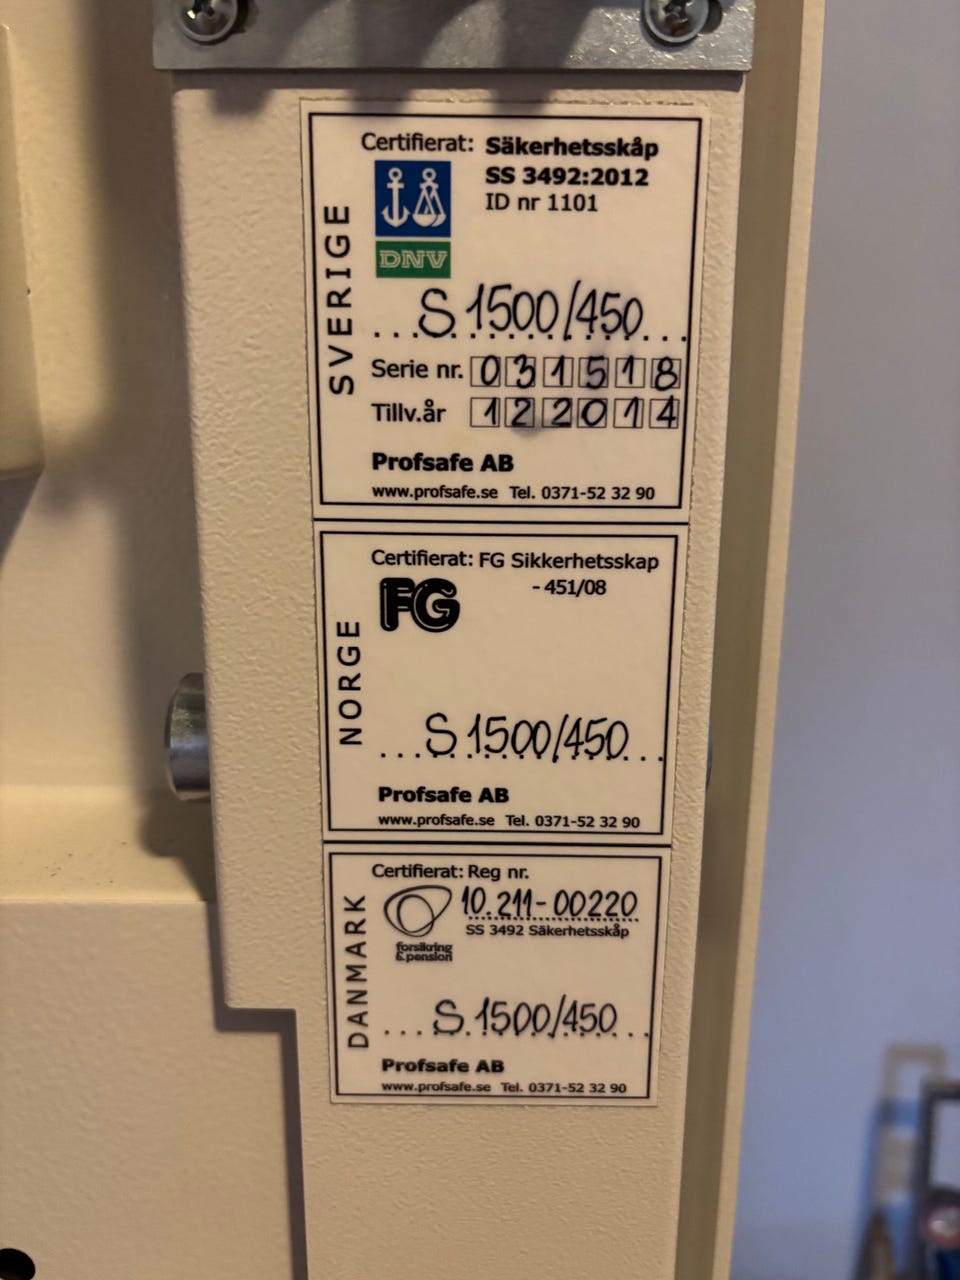 SVERIGE
Certifierat: Säkerhetsskåp
SS 3492:2012
ID nr 1101
DNV
S 1500/450
Serie nr. 031518
Tillv.år 122014
Profsafe AB
www.profsafe.se Tel. 0371-52 32 90
NORGE
Certifierat: FG Sikkerhetsskap
- 451/08
FG
S 1500/450
Profsafe AB
www.profsafe.se Tel. 0371-52 32 90
DANMARK
Certifierat: Reg nr.
10.211-00220
SS 3492 Säkerhetsskåp
forsikring
& pension
S 1500/450
Profsafe AB
www.profsafe.se Tel. 0371-52 32 90